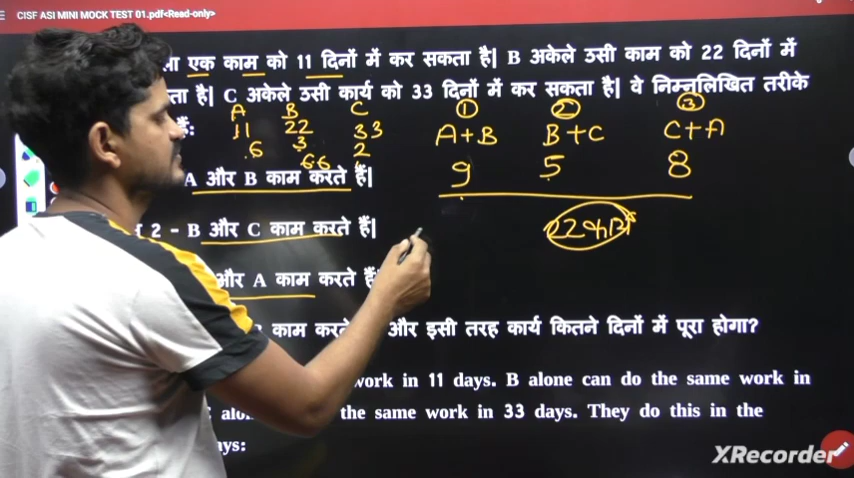 CISF ASI MINI MOCK TEST 01.pdf<Read-only>
एक काम को 11 दिनों में कर सकता है| B अकेले उसी काम को 22 दिनों में
है| C अकेले उसी कार्य को 33 दिनों में कर सकता है| वे निम्नलिखित तरीके
A B C ① ② ③
11 22 33 A+B B+C C+A
6 3 2
66
9 5 8
A और B काम करते हैं|
22
2 - B और C काम करते हैं|
और A काम करते हैं
काम करते और इसी तरह कार्य कितने दिनों में पूरा होगा?
work in 11 days. B alone can do the same work in
the same work in 33 days. They do this in the
XRecorder